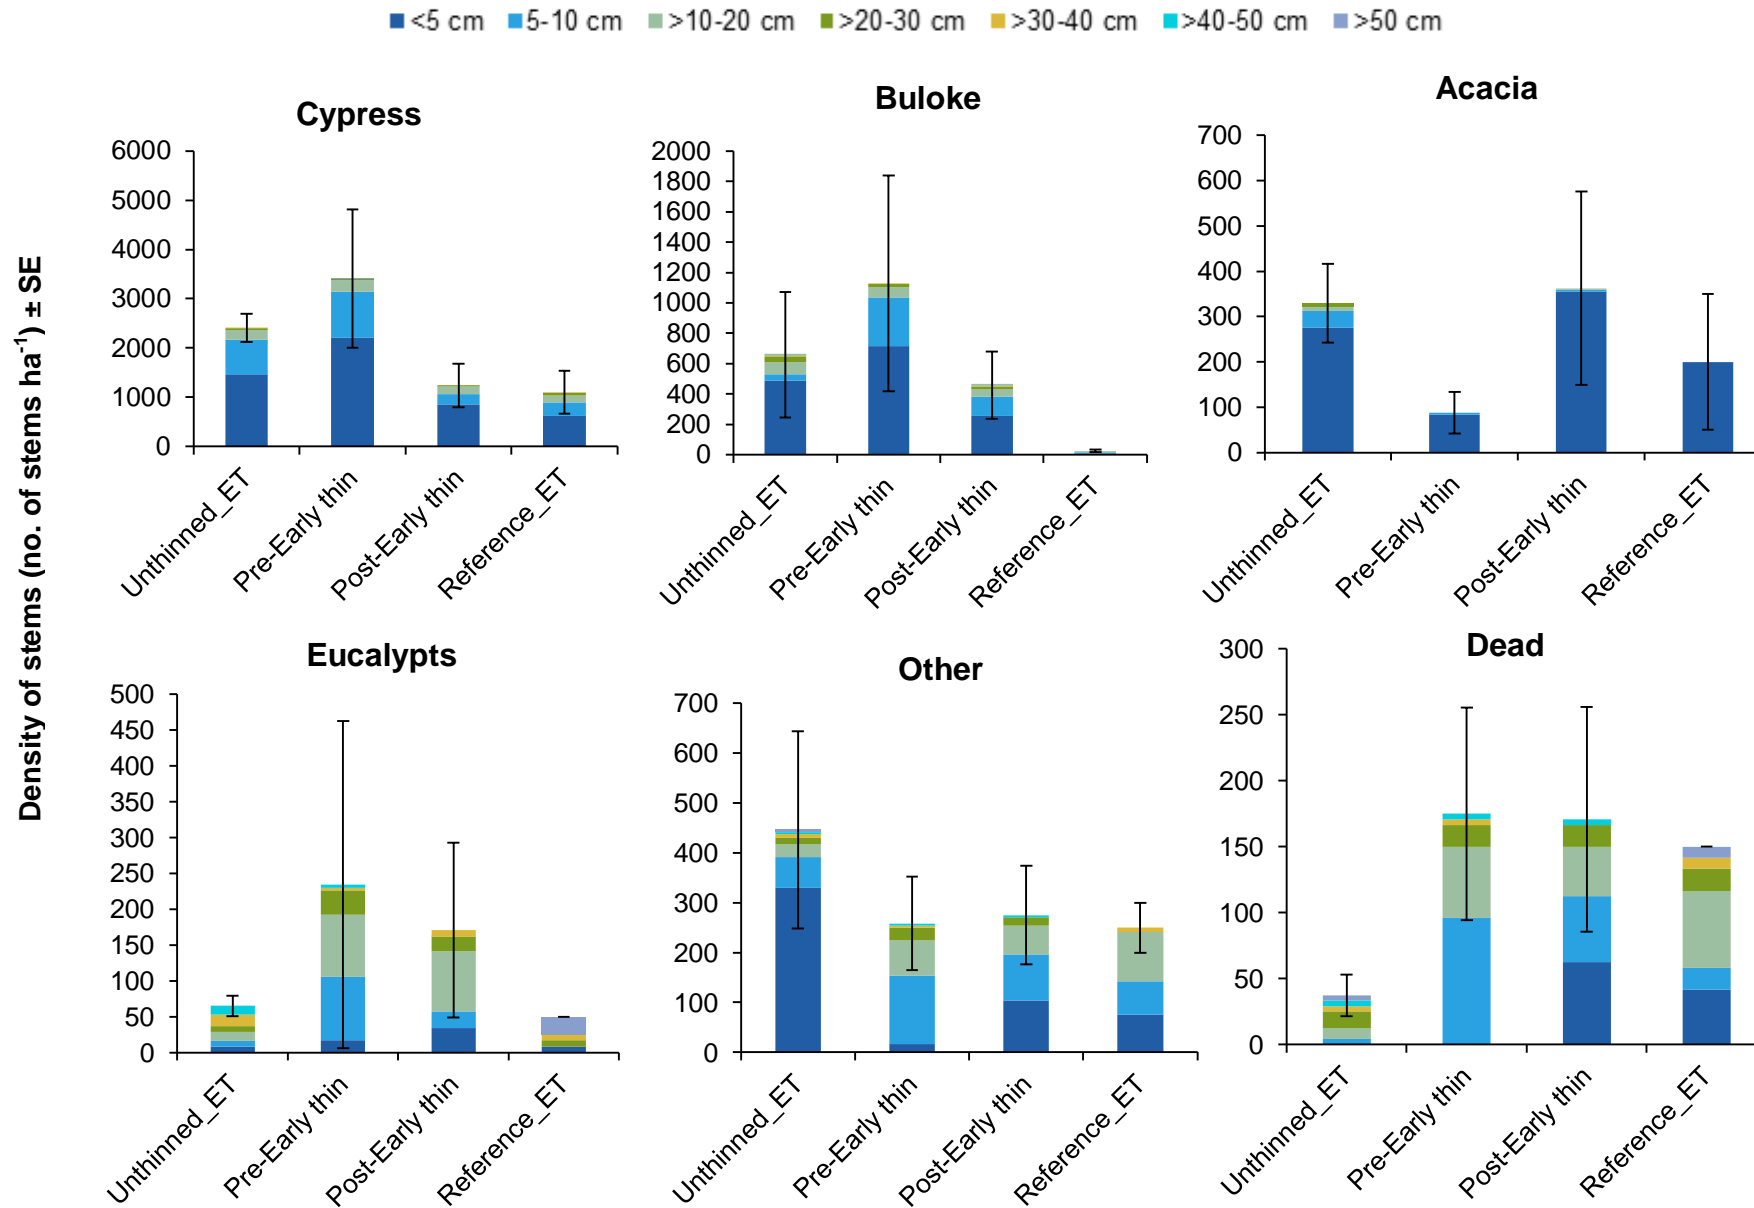 <5 cm 5-10 cm >10-20 cm >20-30 cm >30-40 cm >40-50 cm >50 cm
Density of stems (no. of stems ha⁻¹) ± SE
Cypress
6000
5000
4000
3000
2000
1000
0
Unthinned_ET
Pre-Early thin
Post-Early thin
Reference_ET
Buloke
2000
1800
1600
1400
1200
1000
800
600
400
200
0
Unthinned_ET
Pre-Early thin
Post-Early thin
Reference_ET
Acacia
700
600
500
400
300
200
100
0
Unthinned_ET
Pre-Early thin
Post-Early thin
Reference_ET
Eucalypts
500
450
400
350
300
250
200
150
100
50
0
Unthinned_ET
Pre-Early thin
Post-Early thin
Reference_ET
Other
700
600
500
400
300
200
100
0
Unthinned_ET
Pre-Early thin
Post-Early thin
Reference_ET
Dead
300
250
200
150
100
50
0
Unthinned_ET
Pre-Early thin
Post-Early thin
Reference_ET